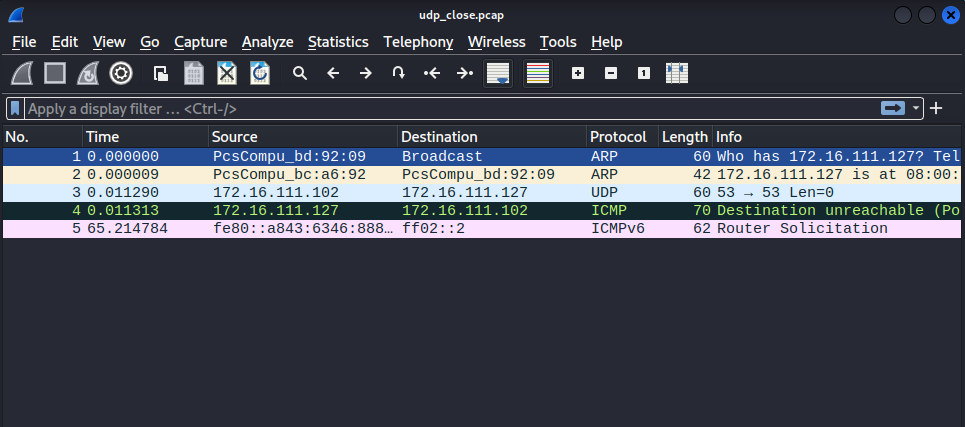 udp_close.pcap
File Edit View Go Capture Analyze Statistics Telephony Wireless Tools Help
Apply a display filter … <Ctrl-/>
No. Time Source Destination Protocol Length Info
1 0.000000 PcsCompu_bd:92:09 Broadcast ARP 60 Who has 172.16.111.127? Tel
2 0.000009 PcsCompu_bc:a6:92 PcsCompu_bd:92:09 ARP 42 172.16.111.127 is at 08:00:
3 0.011290 172.16.111.102 172.16.111.127 UDP 60 53 → 53 Len=0
4 0.011313 172.16.111.127 172.16.111.102 ICMP 70 Destination unreachable (Po
5 65.214784 fe80::a843:6346:888… ff02::2 ICMPv6 62 Router Solicitation